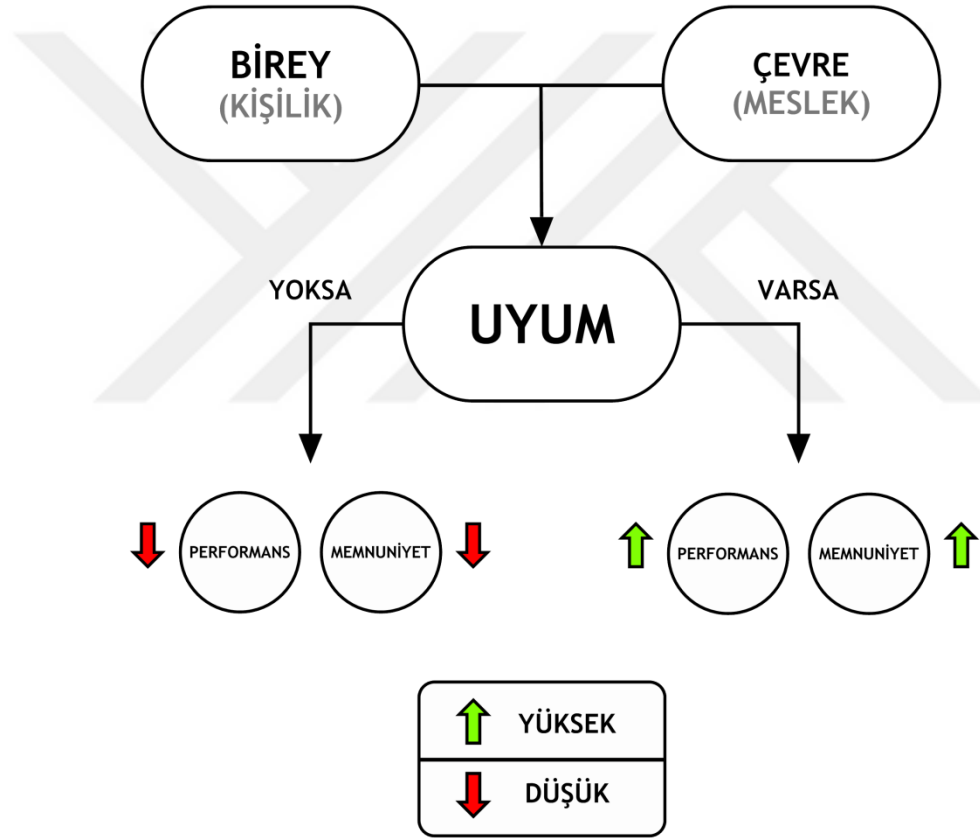 BİREY
(KİŞİLİK)
ÇEVRE
(MESLEK)
UYUM
YOKSA
VARSA
PERFORMANS
MEMNUNİYET
PERFORMANS
MEMNUNİYET
YÜKSEK
DÜŞÜK